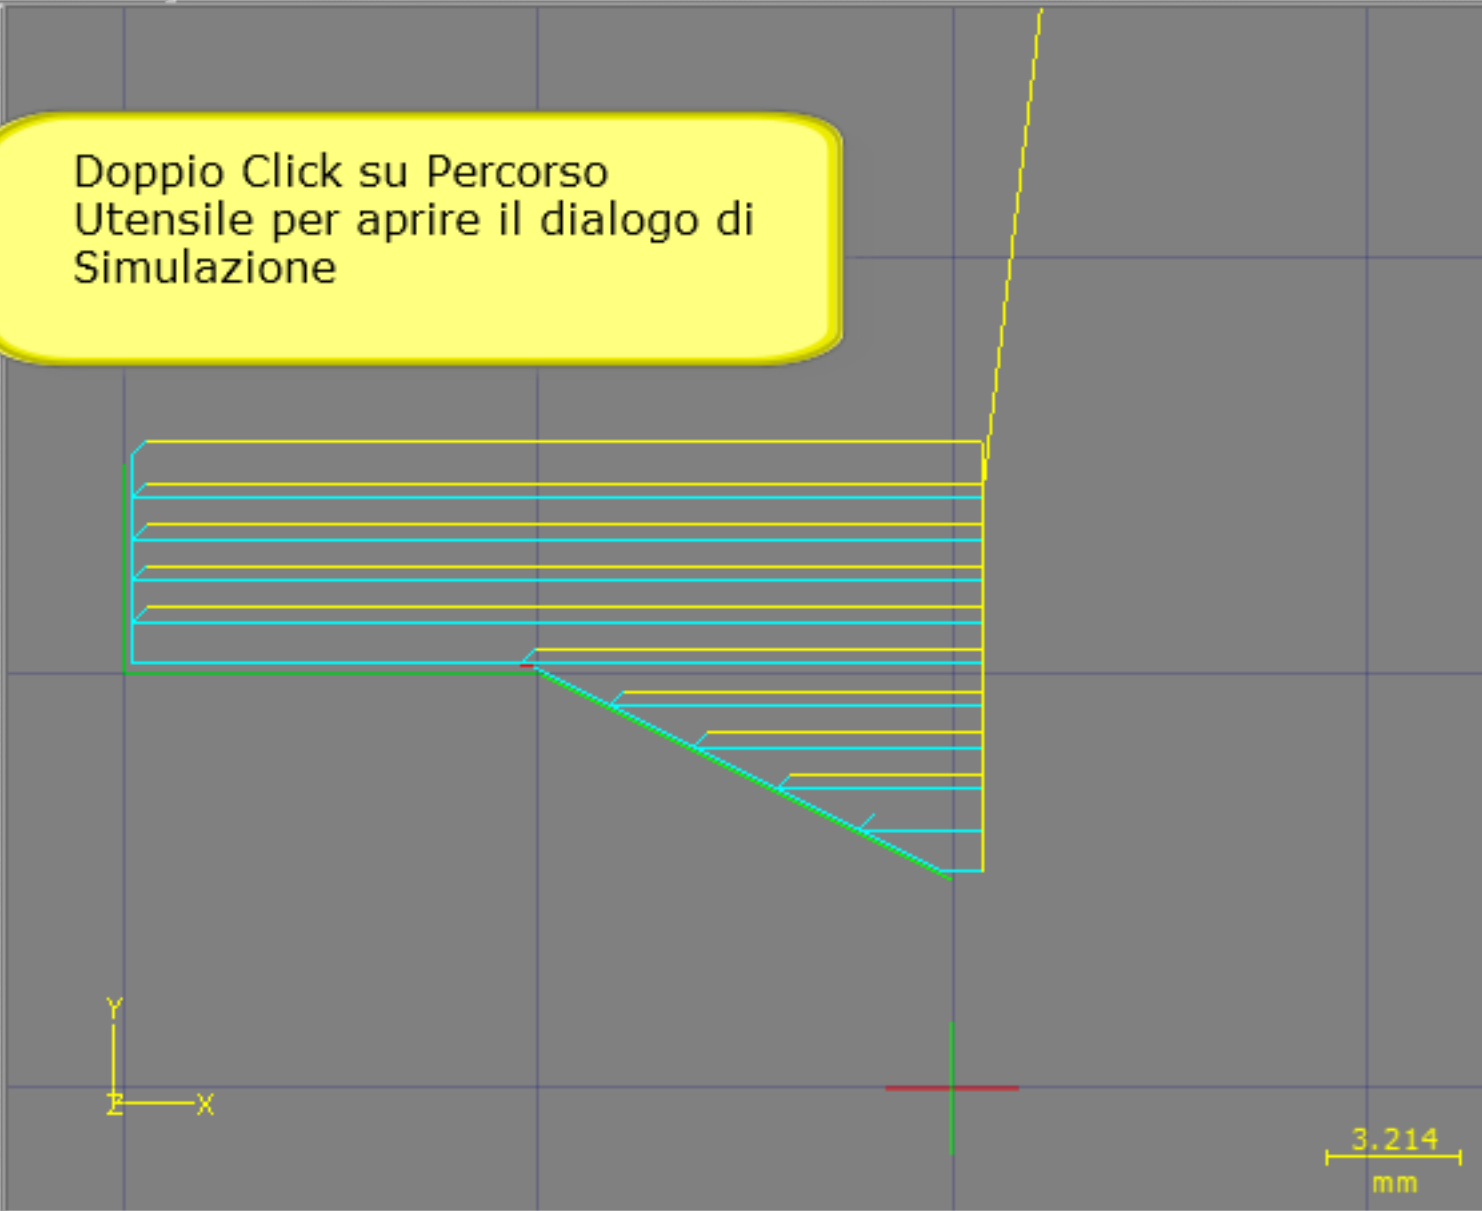 Doppio Click su Percorso
Utensile per aprire il dialogo di
Simulazione
Y
Z X
3.214
mm